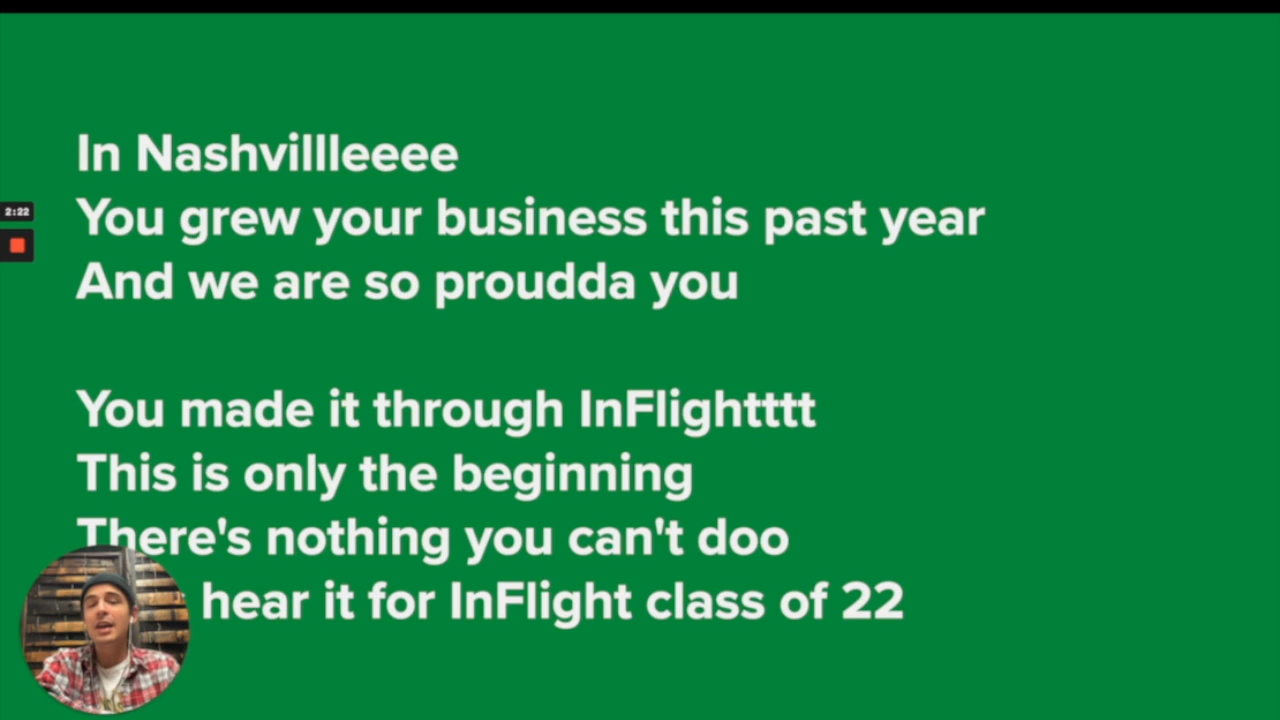 2:22
In Nashvillleeee
You grew your business this past year
And we are so proudda you
You made it through InFlightttt
This is only the beginning
There's nothing you can't doo
hear it for InFlight class of 22